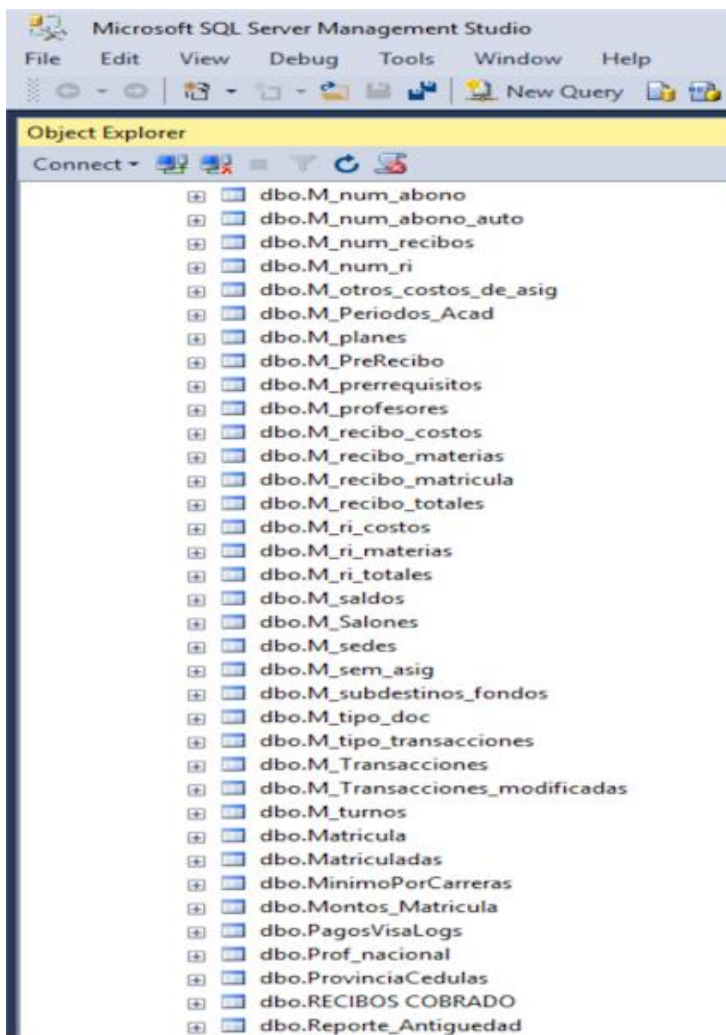 Microsoft SQL Server Management Studio
File Edit View Debug Tools Window Help
New Query
Object Explorer
Connect
dbo.M_num_abono
dbo.M_num_abono_auto
dbo.M_num_recibos
dbo.M_num_ri
dbo.M_otros_costos_de_asig
dbo.M_Periodos_Acad
dbo.M_planes
dbo.M_PreRecibo
dbo.M_prerrequisitos
dbo.M_profesores
dbo.M_recibo_costos
dbo.M_recibo_materias
dbo.M_recibo_matricula
dbo.M_recibo_totales
dbo.M_ri_costos
dbo.M_ri_materias
dbo.M_ri_totales
dbo.M_saldos
dbo.M_Salones
dbo.M_sedes
dbo.M_sem_asig
dbo.M_subdestinos_fondos
dbo.M_tipo_doc
dbo.M_tipo_transacciones
dbo.M_Transacciones
dbo.M_Transacciones_modificadas
dbo.M_turnos
dbo.Matricula
dbo.Matriculadas
dbo.MinimoPorCarreras
dbo.Montos_Matricula
dbo.PagosVisaLogs
dbo.Prof_nacional
dbo.ProvinciaCedulas
dbo.RECIBOS COBRADO
dbo.Reporte_Antiguedad